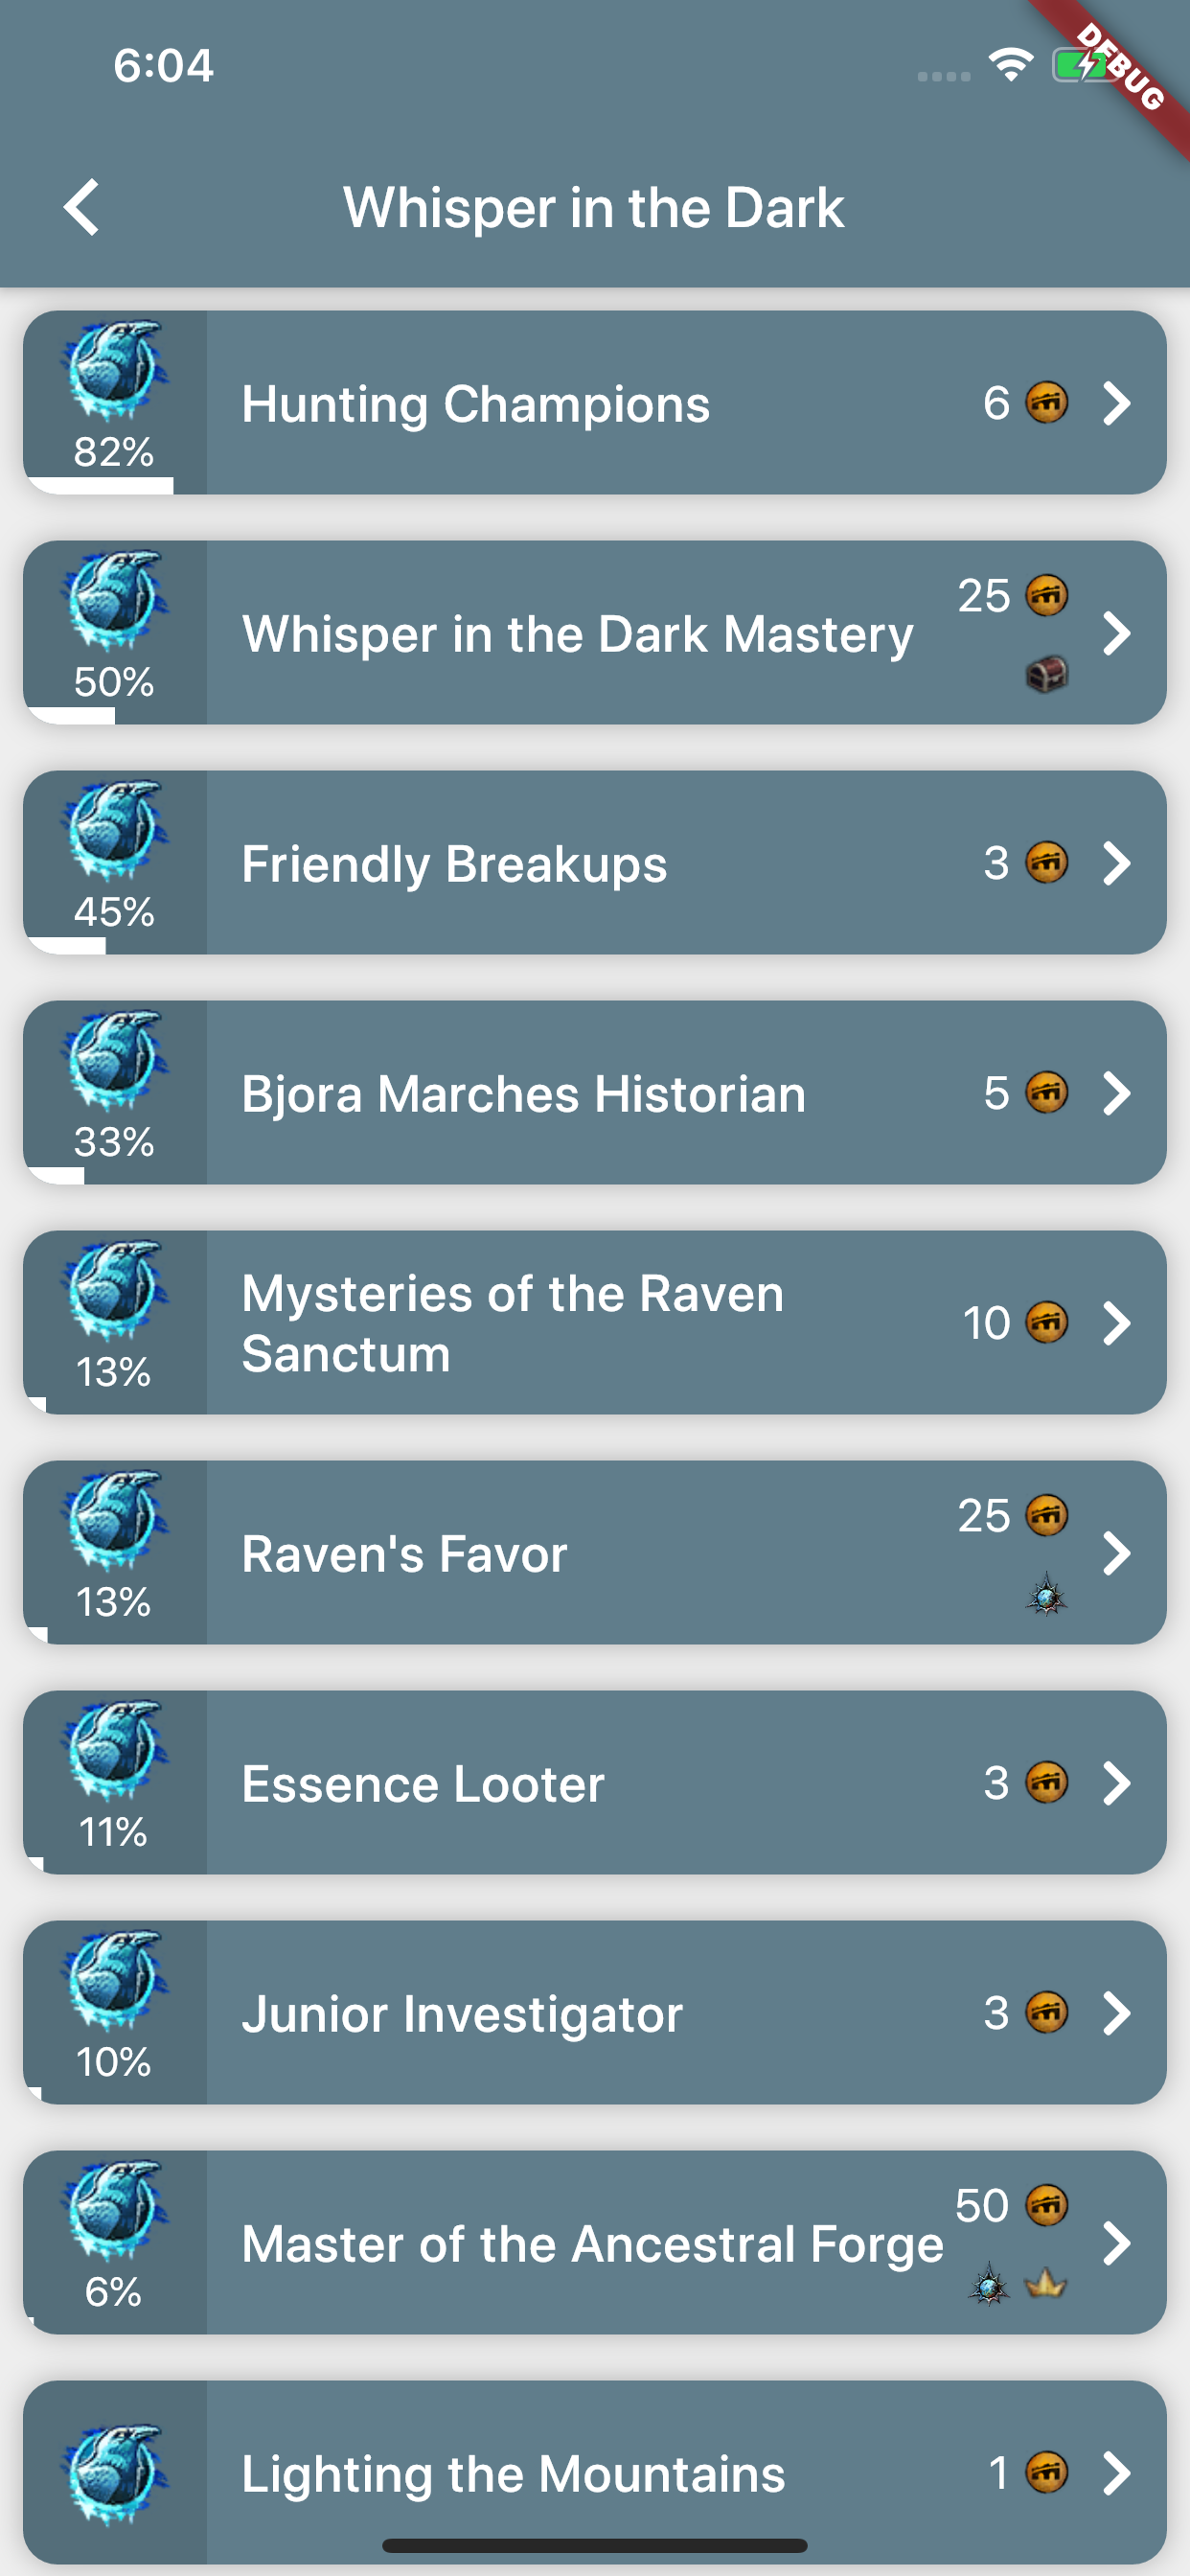 6:04
DEBUG
Whisper in the Dark
Hunting Champions
6
82%
Whisper in the Dark Mastery
25
50%
Friendly Breakups
3
45%
Bjora Marches Historian
5
33%
Mysteries of the Raven
Sanctum
10
13%
Raven's Favor
25
13%
Essence Looter
3
11%
Junior Investigator
3
10%
Master of the Ancestral Forge
50
6%
Lighting the Mountains
1